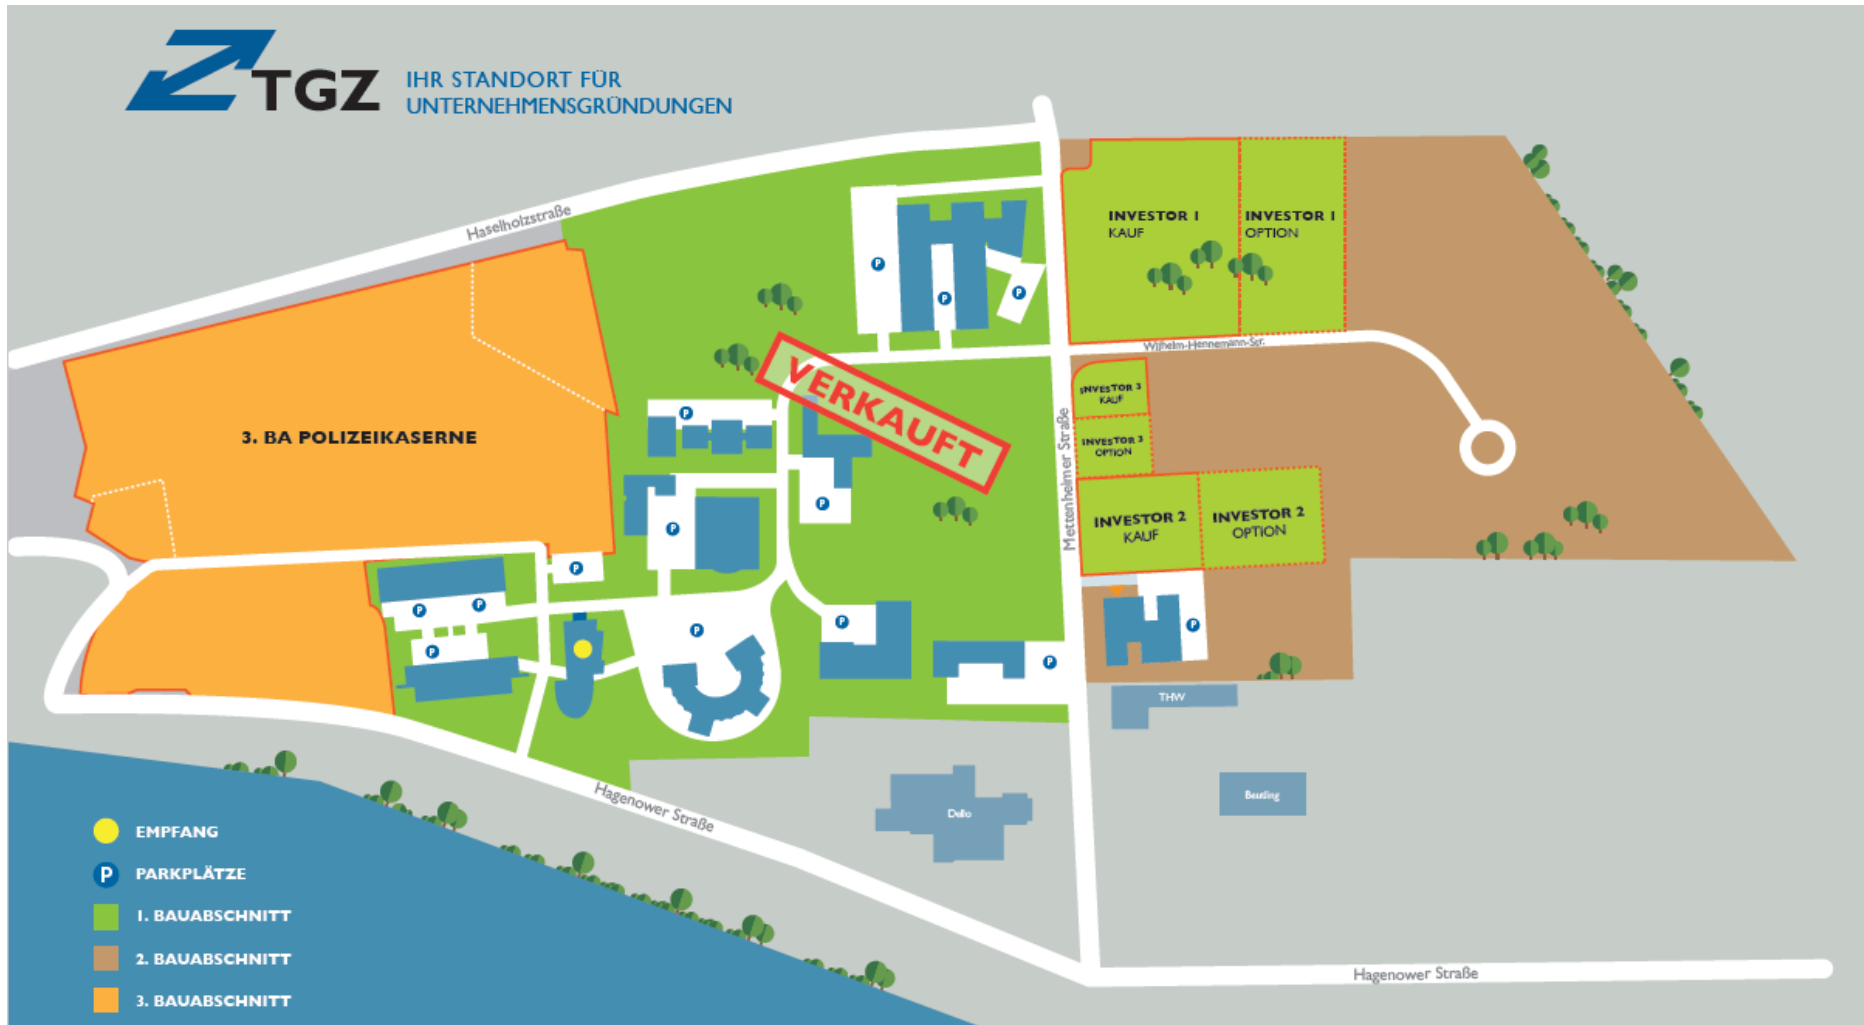 TGZ
IHR STANDORT FÜR
UNTERNEHMENSGRÜNDUNGEN
Haselholzstraße
INVESTOR 1
KAUF
INVESTOR 1
OPTION
P
P
P
Wilhelm-Hennemann-Str.
VERKAUFT
INVESTOR 3
KAUF
INVESTOR 3
OPTION
Mettenheimer Straße
3. BA POLIZEIKASERNE
P
P
P
INVESTOR 2
KAUF
INVESTOR 2
OPTION
P
P
P
P
P
P
P
P
THW
Hagenower Straße
Dello
Beutling
EMPFANG
P PARKPLÄTZE
1. BAUABSCHNITT
2. BAUABSCHNITT
3. BAUABSCHNITT
Hagenower Straße